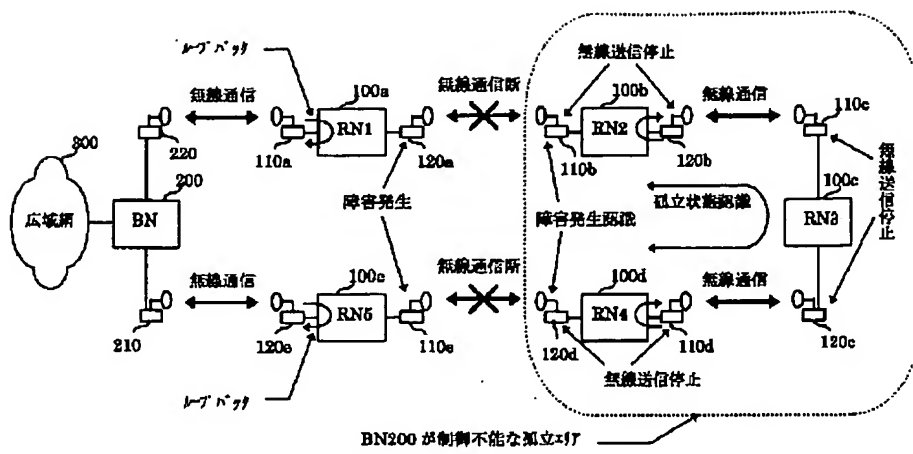 ループバック
無線送信停止
無線通信
100a
無線通信断
100b
無線通信
110c
RN1
RN2
300
220
110a
120a
110b
120b
無線送信停止
200
100c
広域網
BN
障害発生
障害発生認識
孤立状態認識
RN3
無線通信
100e
無線通信断
100d
無線通信
RN5
RN4
210
120e
110e
120d
110d
120c
無線送信停止
ループバック
BN200が制御不能な孤立エリア